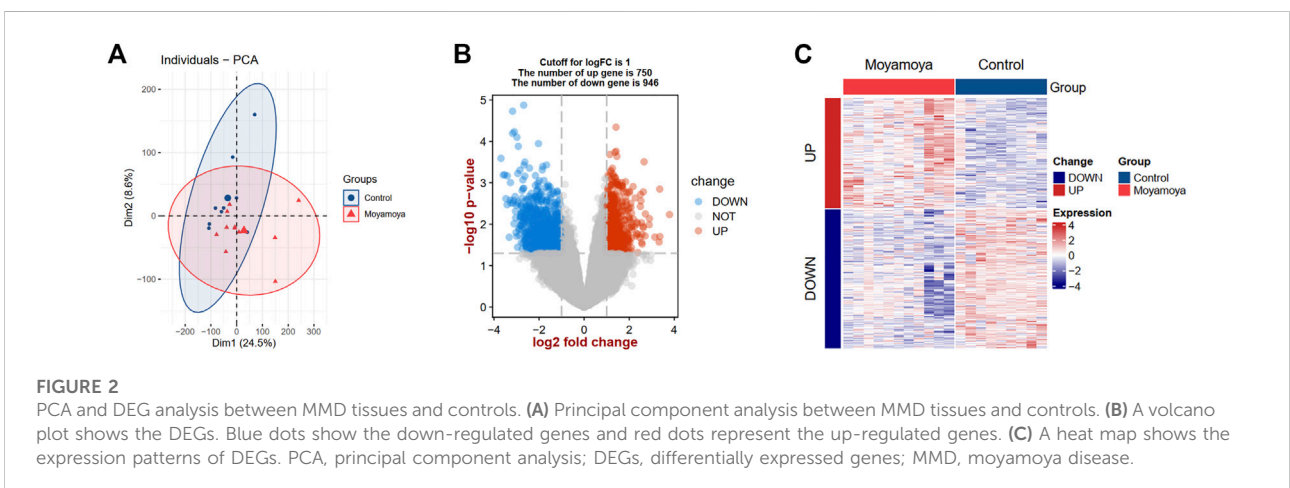 A
Individuals − PCA
200
100
0
−100
Dim2 (8.6%)
−200
−100
0
100
200
300
Dim1 (24.5%)
Groups
Control
Moyamoya
B
Cutoff for logFC is 1
The number of up gene is 750
The number of down gene is 946
5
4
3
2
1
0
−log10 p−value
−4
−2
0
2
4
log2 fold change
change
DOWN
NOT
UP
C
Moyamoya Control
Group
UP
DOWN
Change
DOWN
UP
Group
Control
Moyamoya
Expression
4
2
0
−2
−4
FIGURE 2
PCA and DEG analysis between MMD tissues and controls. (A) Principal component analysis between MMD tissues and controls. (B) A volcano
plot shows the DEGs. Blue dots show the down-regulated genes and red dots represent the up-regulated genes. (C) A heat map shows the
expression patterns of DEGs. PCA, principal component analysis; DEGs, differentially expressed genes; MMD, moyamoya disease.